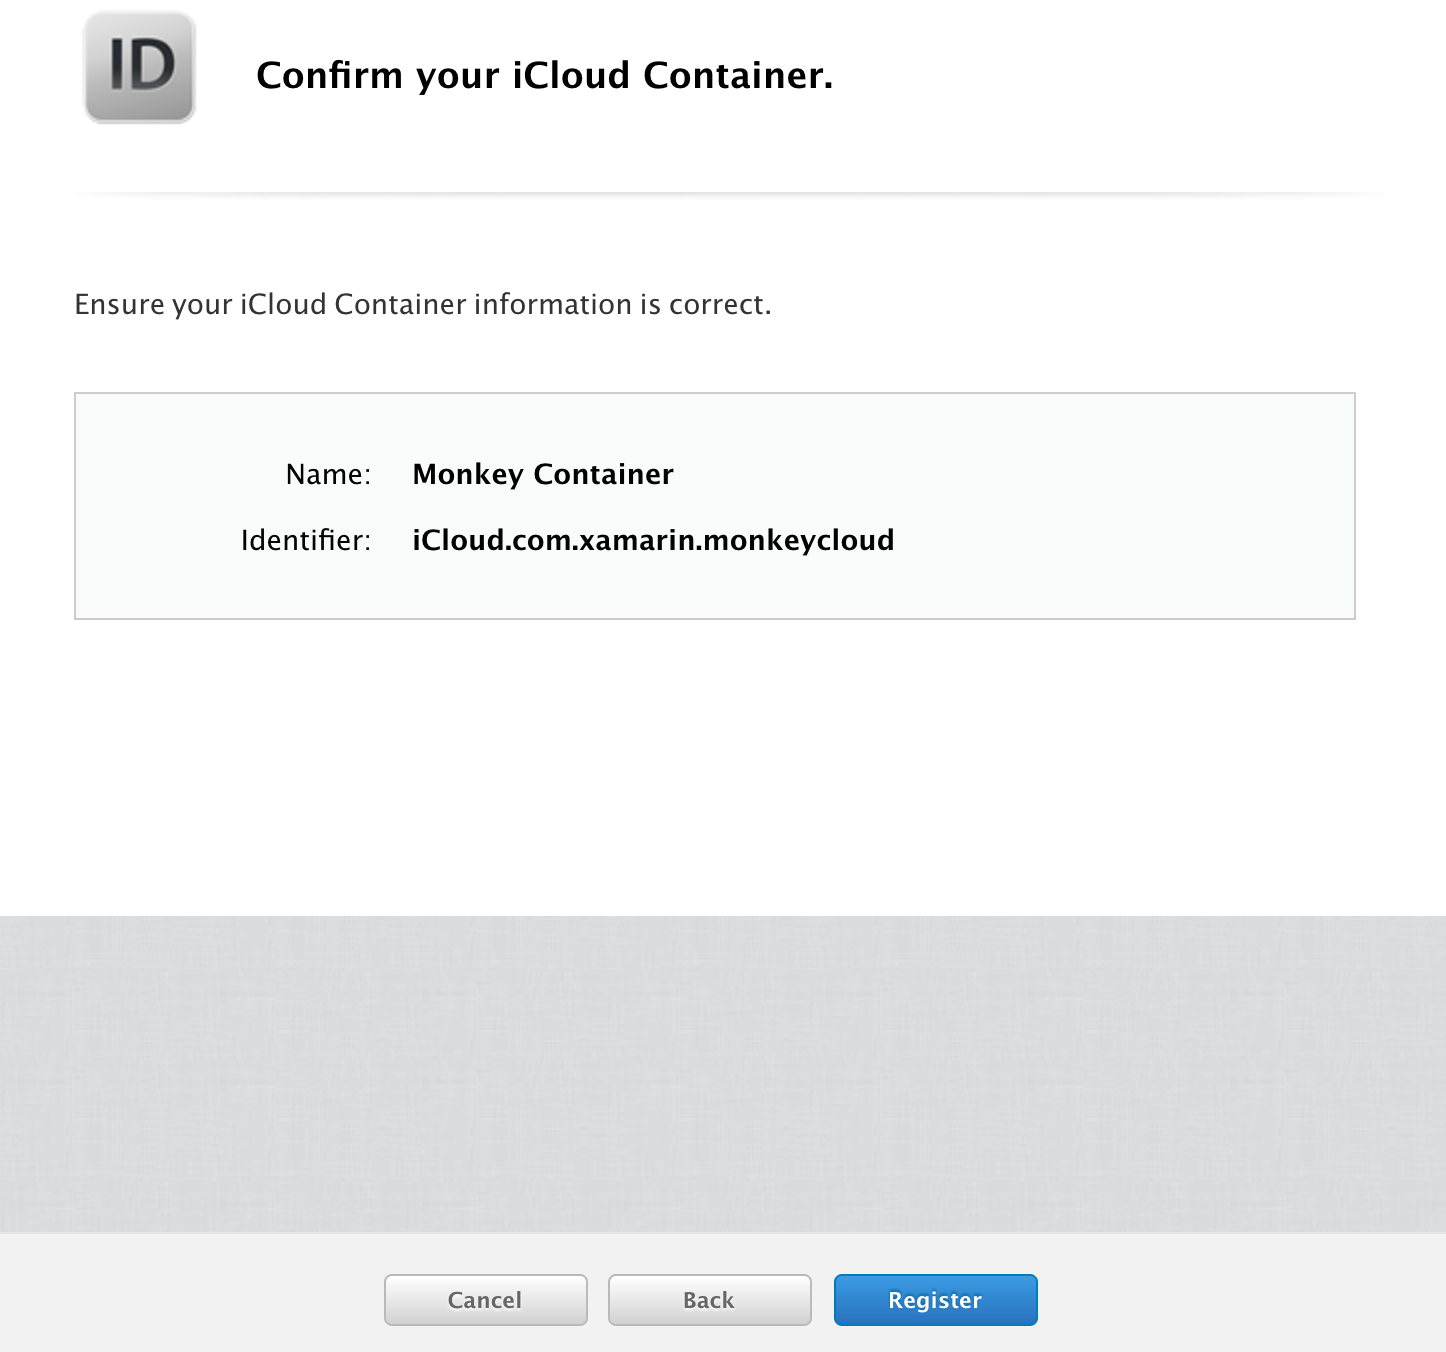 ID
Confirm your iCloud Container.
Ensure your iCloud Container information is correct.
Name: Monkey Container
Identifier: iCloud.com.xamarin.monkeycloud
Cancel Back Register